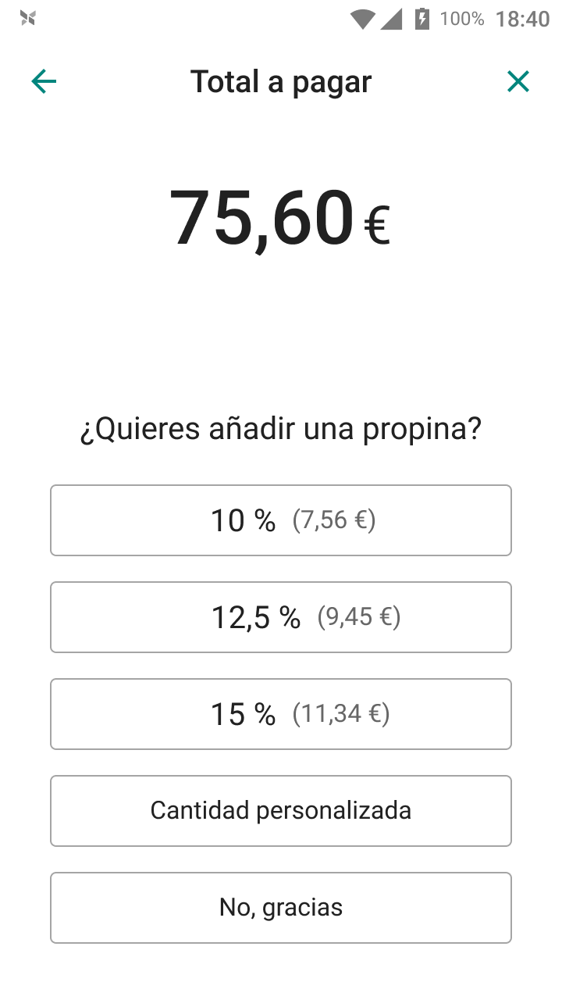 100% 18:40
Total a pagar
75,60 €
¿Quieres añadir una propina?
10 % (7,56 €)
12,5 % (9,45 €)
15 % (11,34 €)
Cantidad personalizada
No, gracias